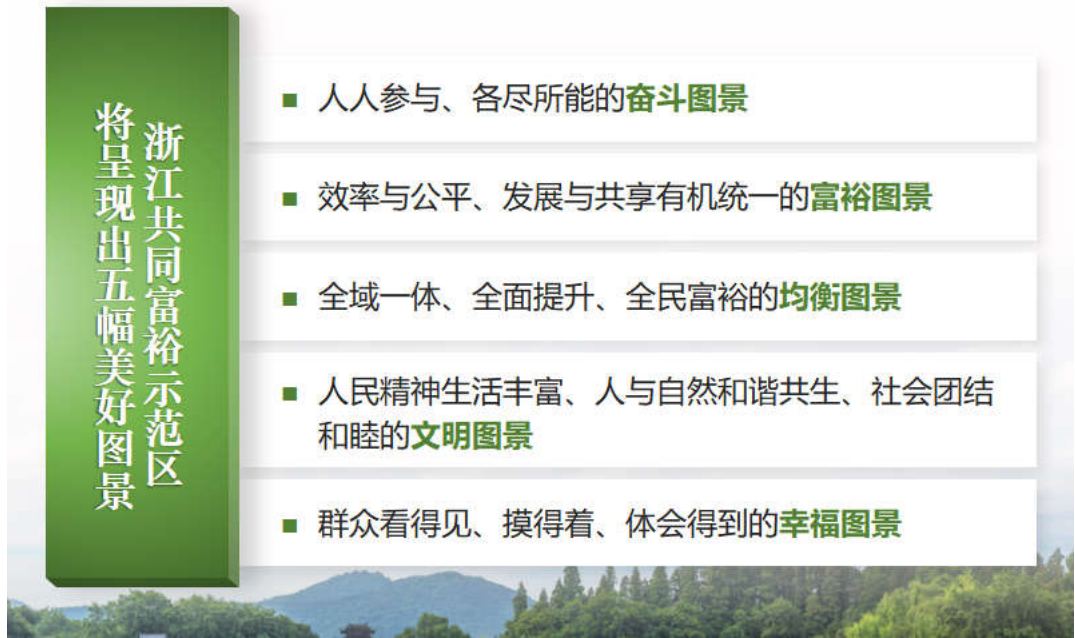 浙江共同富裕示范区
将呈现出五幅美好图景
▪ 人人参与、各尽所能的奋斗图景
▪ 效率与公平、发展与共享有机统一的富裕图景
▪ 全域一体、全面提升、全民富裕的均衡图景
▪ 人民精神生活丰富、人与自然和谐共生、社会团结
和睦的文明图景
▪ 群众看得见、摸得着、体会得到的幸福图景